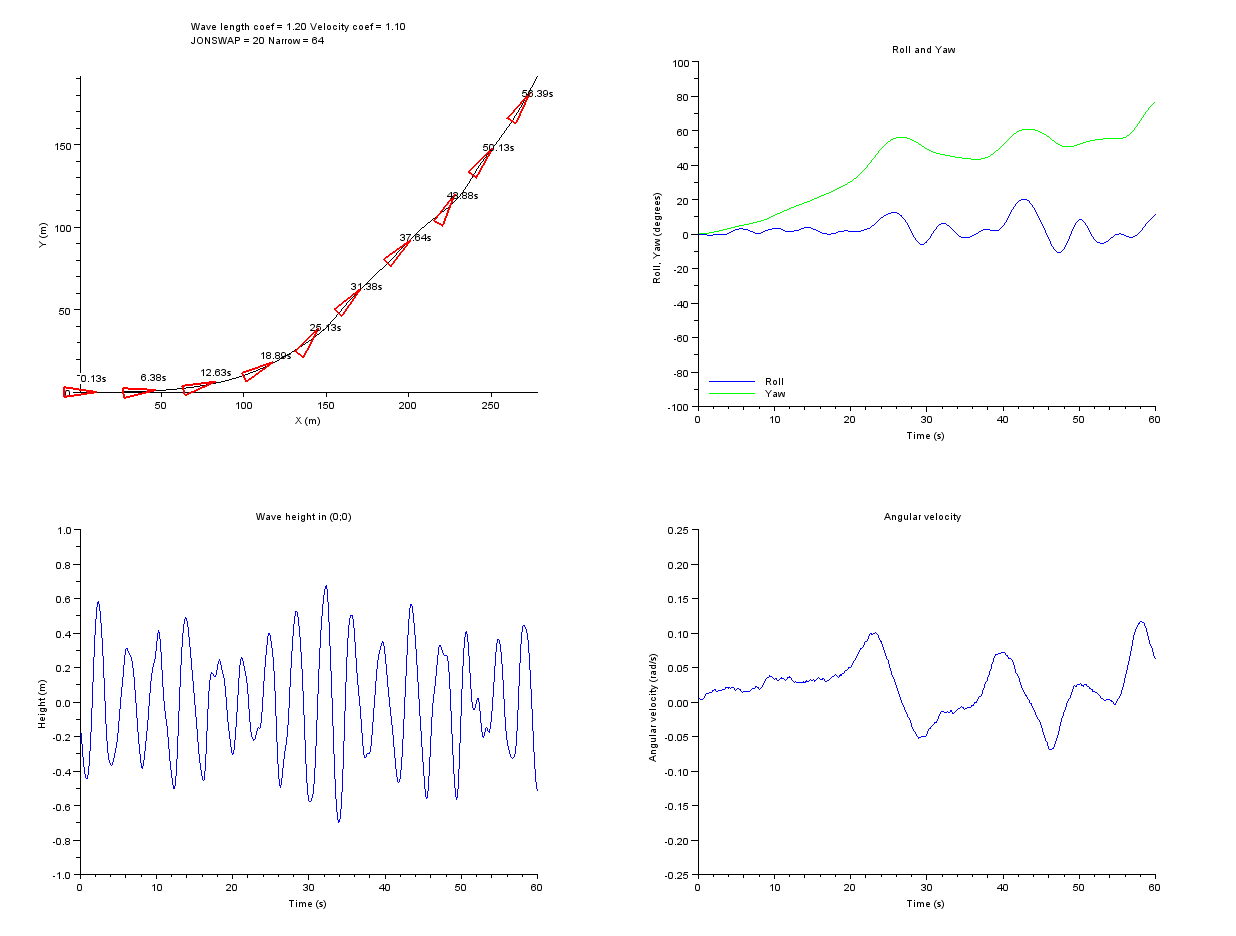 Wave length coef = 1.20 Velocity coef = 1.10
JONSWAP = 20 Narrow = 64
Y (m)
150
100
50
0
0.13s
6.38s
12.63s
18.89s
25.13s
31.38s
37.64s
43.88s
50.13s
56.39s
50
100
150
200
250
X (m)
Roll and Yaw
Roll, Yaw (degrees)
100
80
60
40
20
0
-20
-40
-60
-80
-100
Roll
Yaw
0
10
20
30
40
50
60
Time (s)
Wave height in (0;0)
Height (m)
1.0
0.8
0.6
0.4
0.2
0.0
-0.2
-0.4
-0.6
-0.8
-1.0
0
10
20
30
40
50
60
Time (s)
Angular velocity
Angular velocity (rad/s)
0.25
0.20
0.15
0.10
0.05
0.00
-0.05
-0.10
-0.15
-0.20
-0.25
0
10
20
30
40
50
60
Time (s)